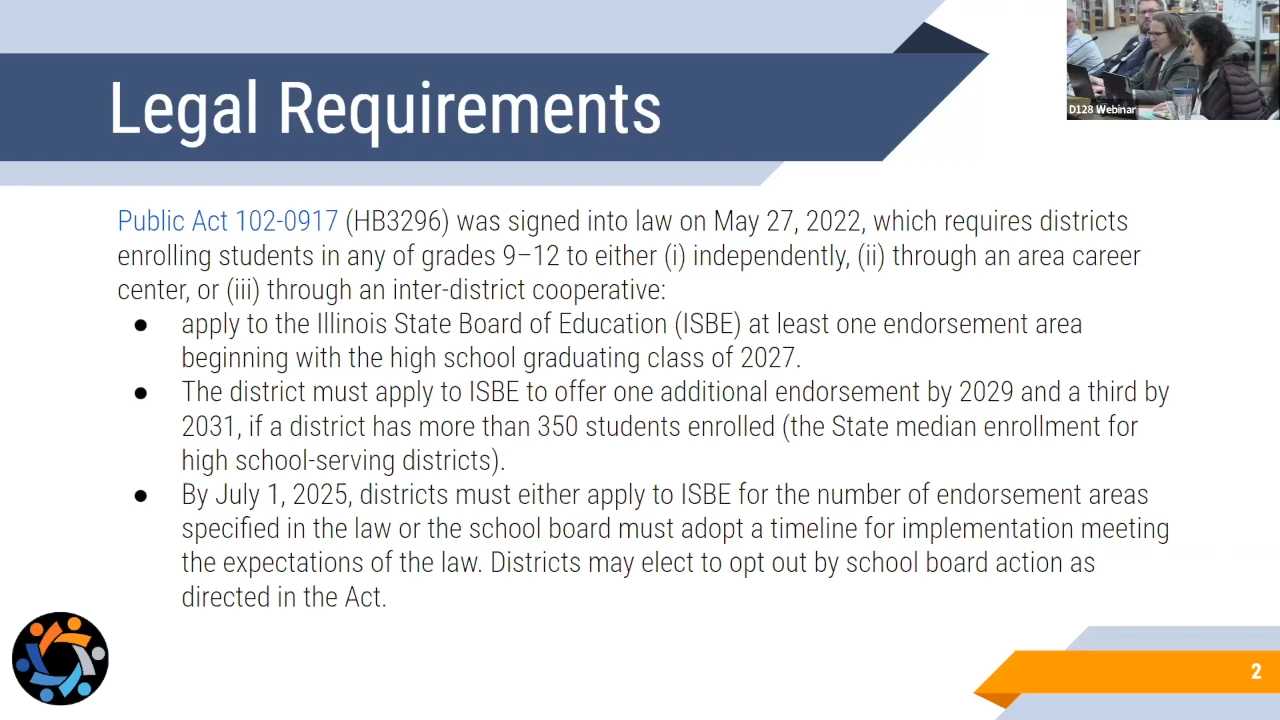 Legal Requirements
D128 Webinar
Public Act 102-0917 (HB3296) was signed into law on May 27, 2022, which requires districts
enrolling students in any of grades 9–12 to either (i) independently, (ii) through an area career
center, or (iii) through an inter-district cooperative:
● apply to the Illinois State Board of Education (ISBE) at least one endorsement area
beginning with the high school graduating class of 2027.
● The district must apply to ISBE to offer one additional endorsement by 2029 and a third by
2031, if a district has more than 350 students enrolled (the State median enrollment for
high school-serving districts).
● By July 1, 2025, districts must either apply to ISBE for the number of endorsement areas
specified in the law or the school board must adopt a timeline for implementation meeting
the expectations of the law. Districts may elect to opt out by school board action as
directed in the Act.
2